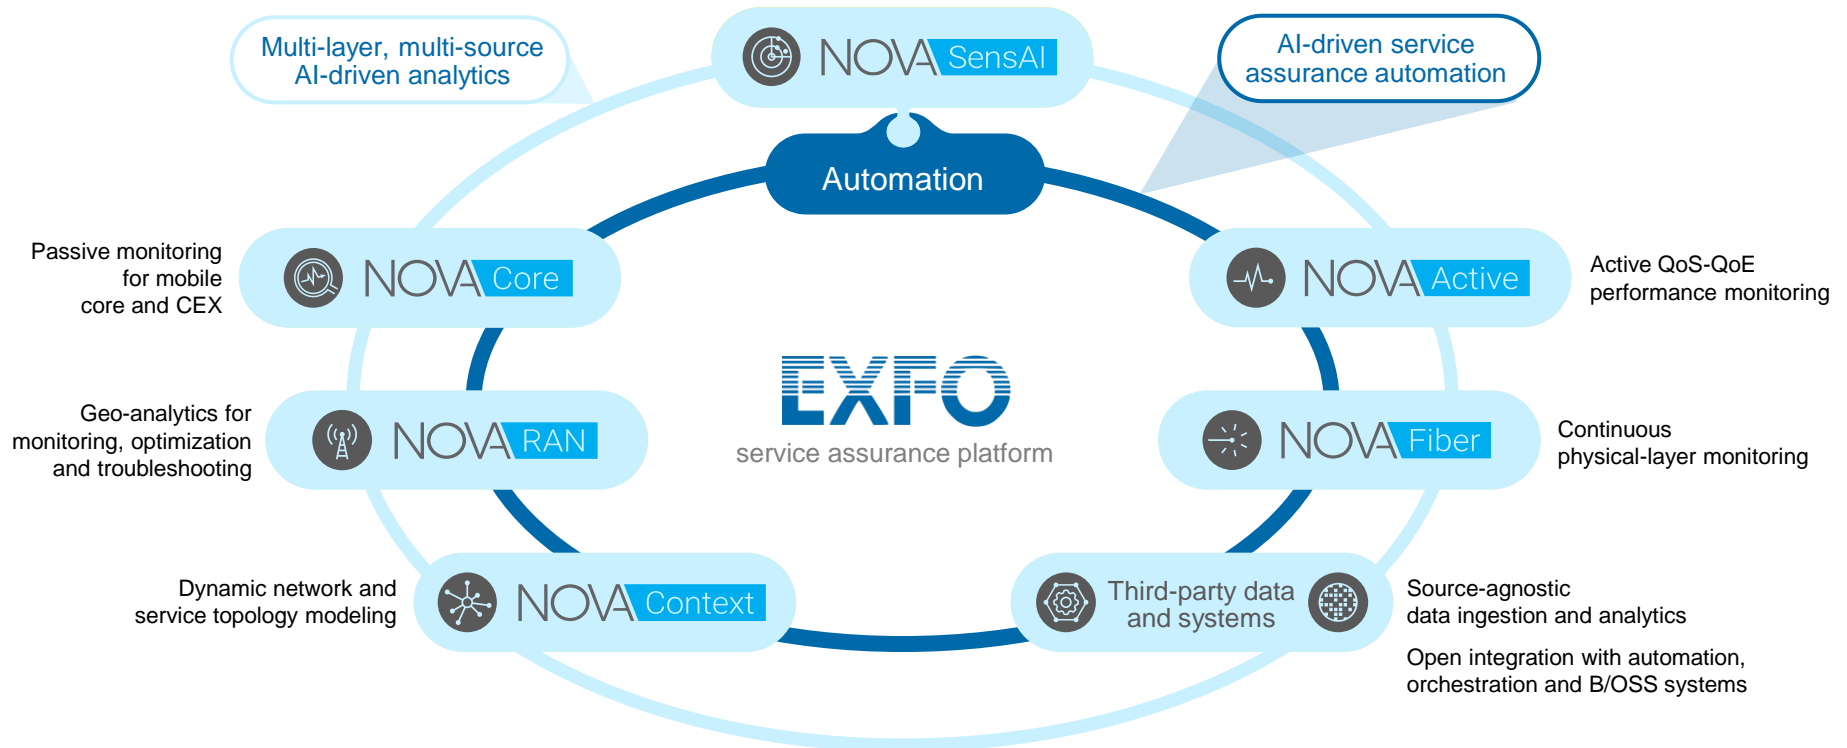 Multi-layer, multi-source
AI-driven analytics
NOVA SensAI
AI-driven service
assurance automation
Automation
Passive monitoring
for mobile
core and CEX
NOVA Core
NOVA Active
Active QoS-QoE
performance monitoring
EXFO
service assurance platform
Geo-analytics for
monitoring, optimization
and troubleshooting
NOVA RAN
NOVA Fiber
Continuous
physical-layer monitoring
Dynamic network and
service topology modeling
NOVA Context
Third-party data
and systems
Source-agnostic
data ingestion and analytics
Open integration with automation,
orchestration and B/OSS systems